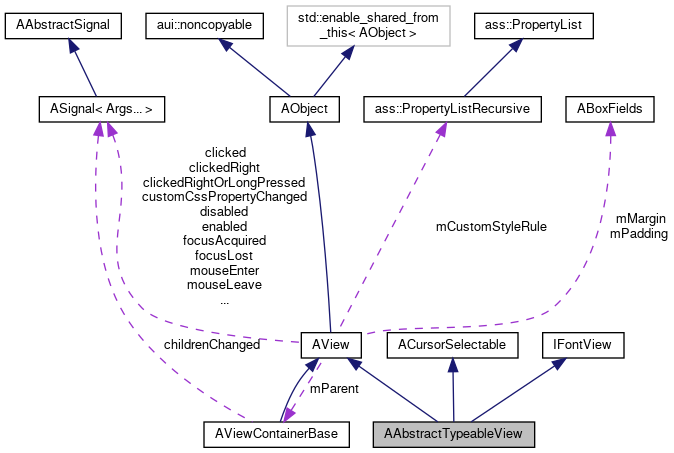 AAbstractSignal
aui::noncopyable
std::enable_shared_from
_this< AObject >
ass::PropertyList
ASignal< Args... >
AObject
ass::PropertyListRecursive
ABoxFields
clicked
clickedRight
clickedRightOrLongPressed
customCssPropertyChanged
disabled
enabled
focusAcquired
focusLost
mouseEnter
mouseLeave
...
mCustomStyleRule
mMargin
mPadding
childrenChanged
AView
ACursorSelectable
IFontView
mParent
AViewContainerBase
AAbstractTypeableView